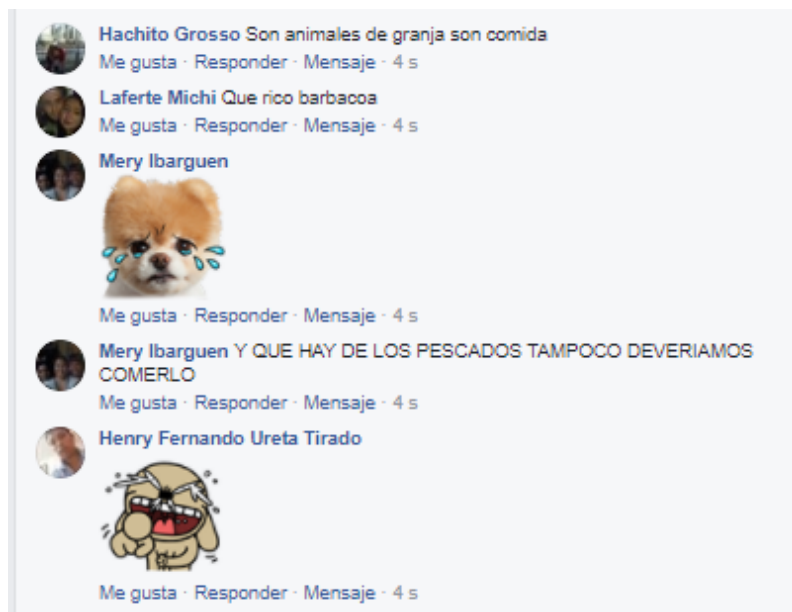 Hachito Grosso Son animales de granja son comida
Me gusta · Responder · Mensaje · 4 s
Laferte Michi Que rico barbacoa
Me gusta · Responder · Mensaje · 4 s
Mery Ibarguen
Me gusta · Responder · Mensaje · 4 s
Mery Ibarguen Y QUE HAY DE LOS PESCADOS TAMPOCO DEVERIAMOS
COMERLO
Me gusta · Responder · Mensaje · 4 s
Henry Fernando Ureta Tirado
Me gusta · Responder · Mensaje · 4 s